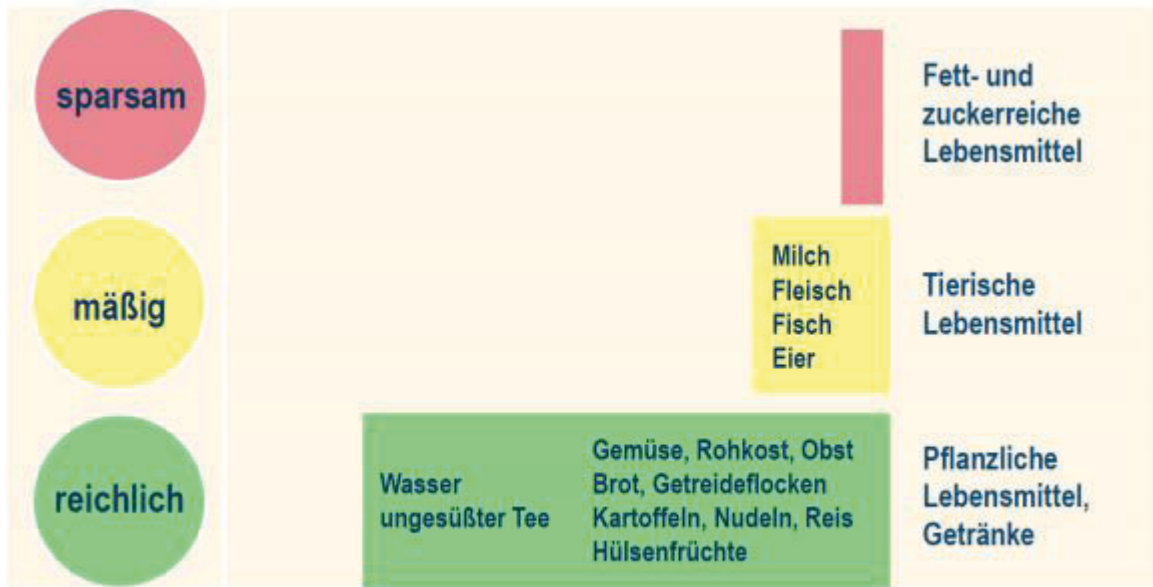 sparsam
Fett- und
zuckerreiche
Lebensmittel
mäßig
Milch
Fleisch
Fisch
Eier
Tierische
Lebensmittel
reichlich
Wasser
ungesüßter Tee
Gemüse, Rohkost, Obst
Brot, Getreideflocken
Kartoffeln, Nudeln, Reis
Hülsenfrüchte
Pflanzliche
Lebensmittel,
Getränke